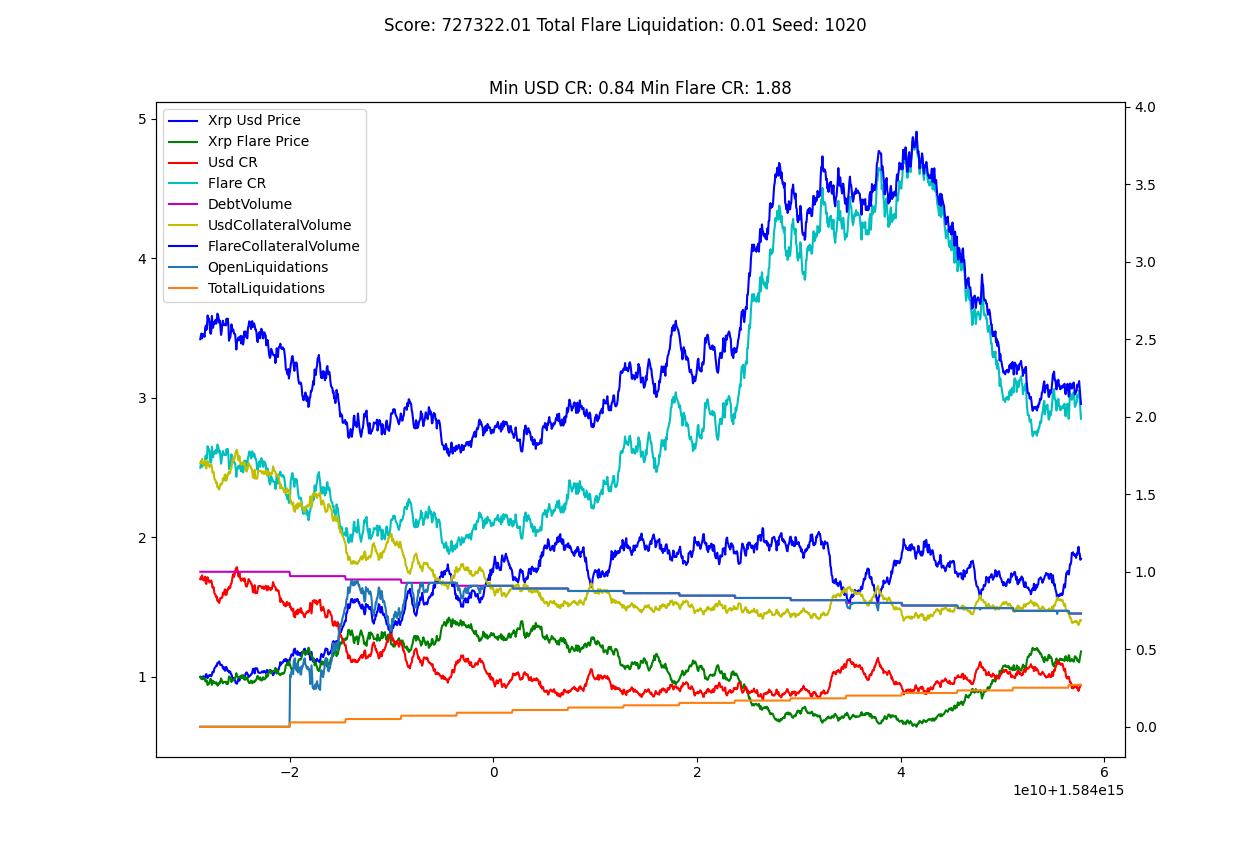 Score: 727322.01 Total Flare Liquidation: 0.01 Seed: 1020
Min USD CR: 0.84 Min Flare CR: 1.88
Xrp Usd Price
Xrp Flare Price
Usd CR
Flare CR
DebtVolume
UsdCollateralVolume
FlareCollateralVolume
OpenLiquidations
TotalLiquidations
5
4
3
2
1
4.0
3.5
3.0
2.5
2.0
1.5
1.0
0.5
0.0
−2 0 2 4 6
1e10+1.584e15